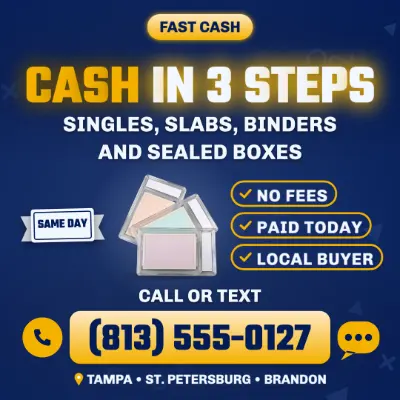 FAST CASH
CASH IN 3 STEPS
SINGLES, SLABS, BINDERS
AND SEALED BOXES
SAME DAY
NO FEES
PAID TODAY
LOCAL BUYER
CALL OR TEXT
(813) 555-0127
TAMPA • ST. PETERSBURG • BRANDON